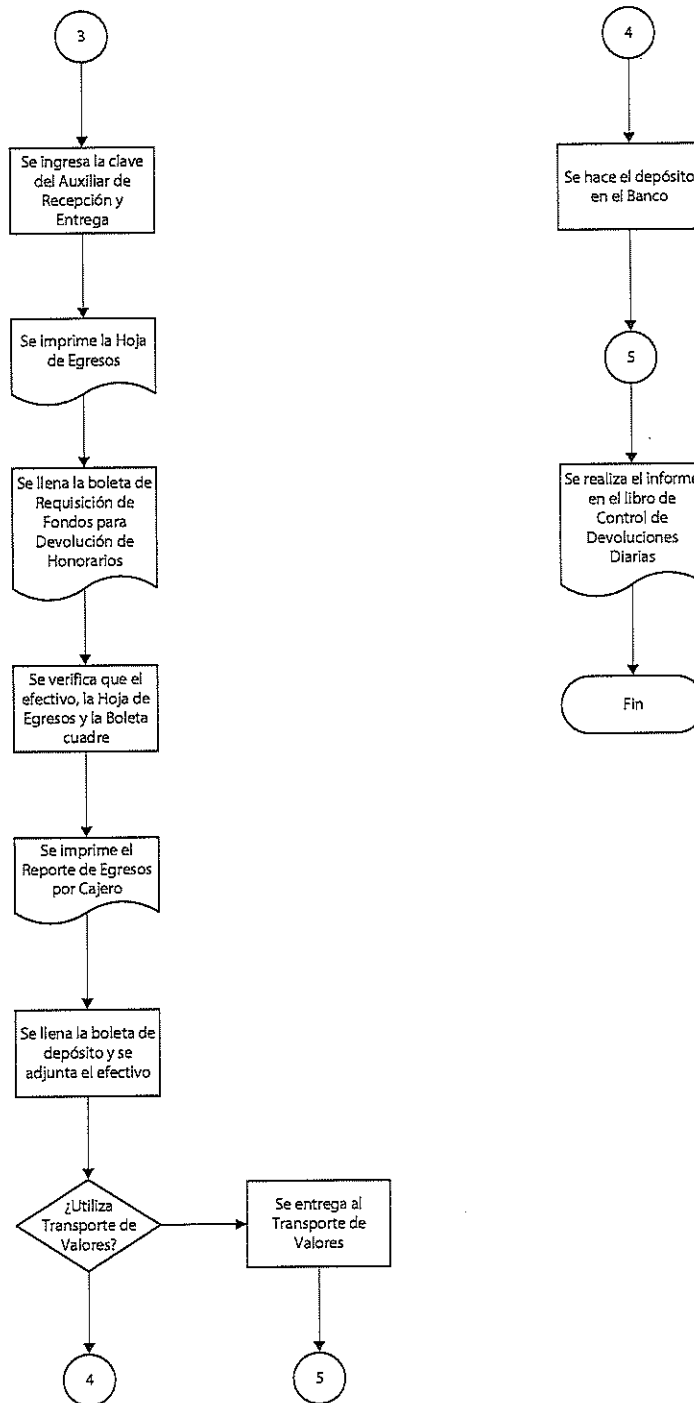 3
Se ingresa la clave
del Auxiliar de
Recepción y
Entrega
Se imprime la Hoja
de Egresos
Se llena la boleta de
Requisición de
Fondos para
Devolución de
Honorarios
Se verifica que el
efectivo, la Hoja de
Egresos y la Boleta
cuadre
Se imprime el
Reporte de Egresos
por Cajero
Se llena la boleta de
depósito y se
adjunta el efectivo
¿Utiliza
Transporte de
Valores?
Se entrega al
Transporte de
Valores
4
5
4
Se hace el depósito
en el Banco
5
Se realiza el informe
en el libro de
Control de
Devoluciones
Diarias
Fin